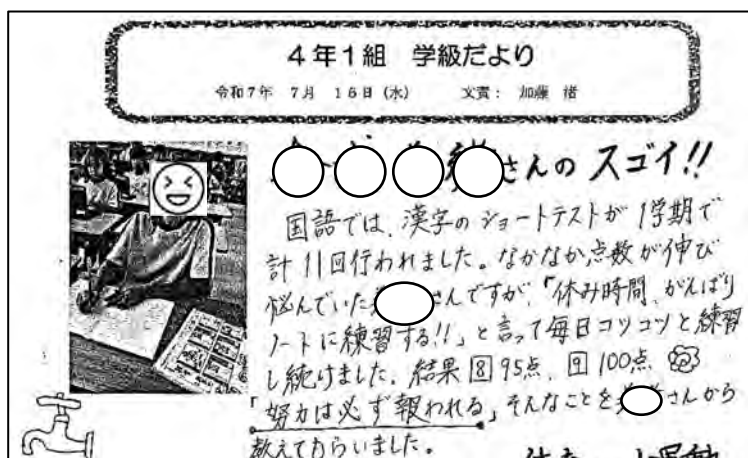 4年1組 学級だより
令和7年 7月 16日(水) 文責: 加藤 渚
さんの スゴイ!!
国語では、漢字のショートテストが 1学期で
計 11回行われました。なかなか点数が伸び
悩んでいた さんですが、「休み時間、がんばり
ノートに練習する!!」と言って毎日コツコツと練習
し続けました。結果 8 95点、9 100点
「努力は必ず報われる」そんなことを さんから
教えてもらいました。